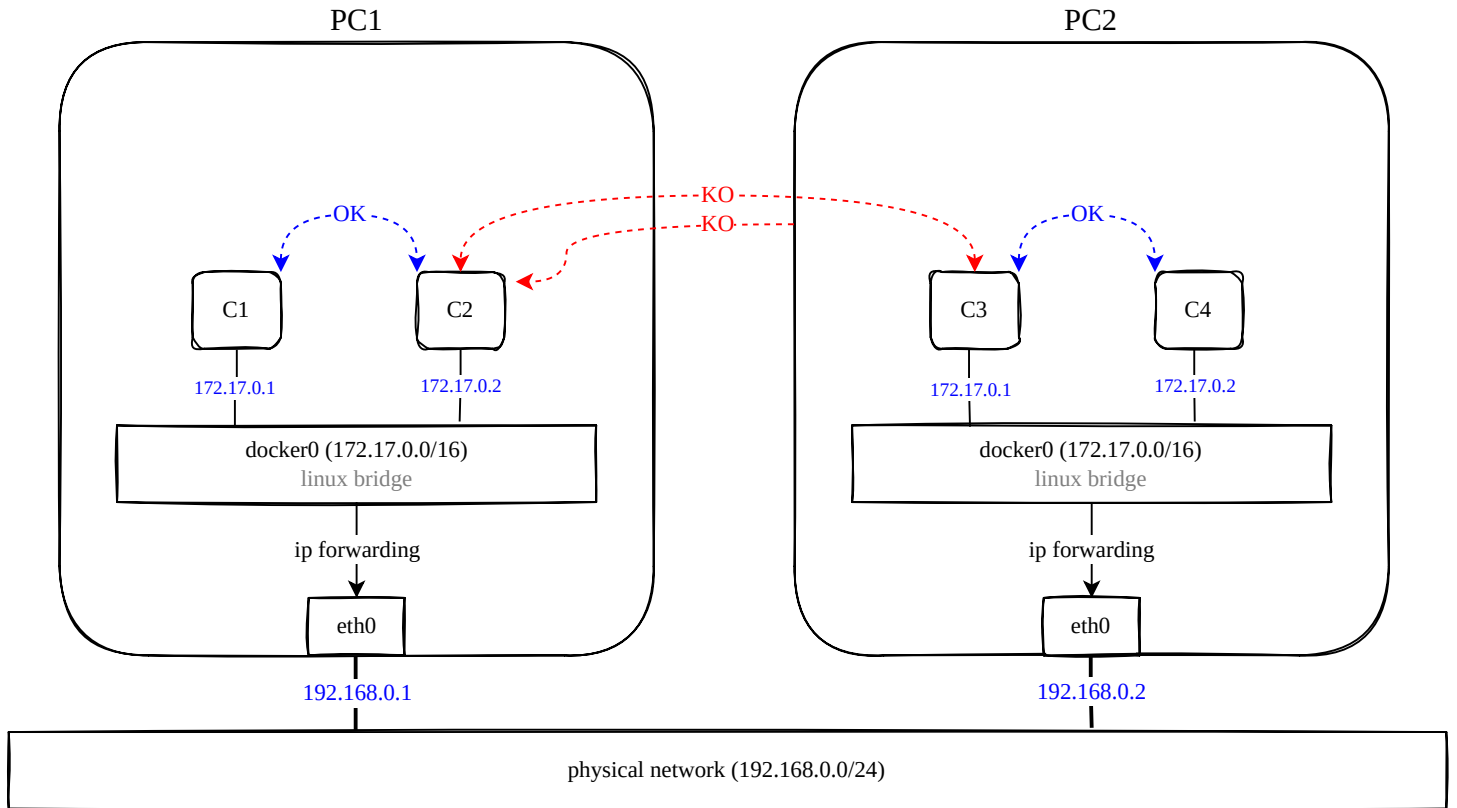 PC1
PC2
KO
OK
KO
OK
C1
C2
C3
C4
172.17.0.1
172.17.0.2
172.17.0.1
172.17.0.2
docker0 (172.17.0.0/16)
linux bridge
docker0 (172.17.0.0/16)
linux bridge
ip forwarding
ip forwarding
eth0
eth0
192.168.0.1
192.168.0.2
physical network (192.168.0.0/24)